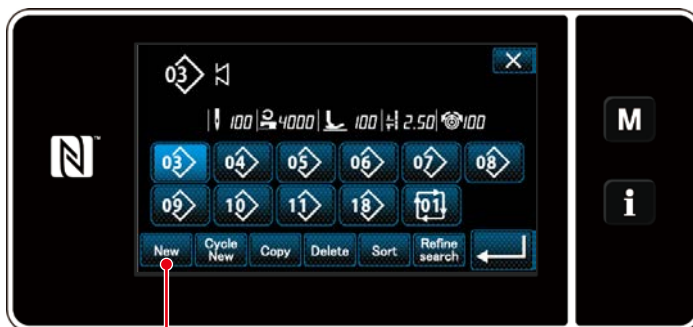 03
100 4000 100 2.50 100
M
03 04 05 06 07 08
i
09 10 11 18 01
New Cycle New Copy Delete Sort Refine search